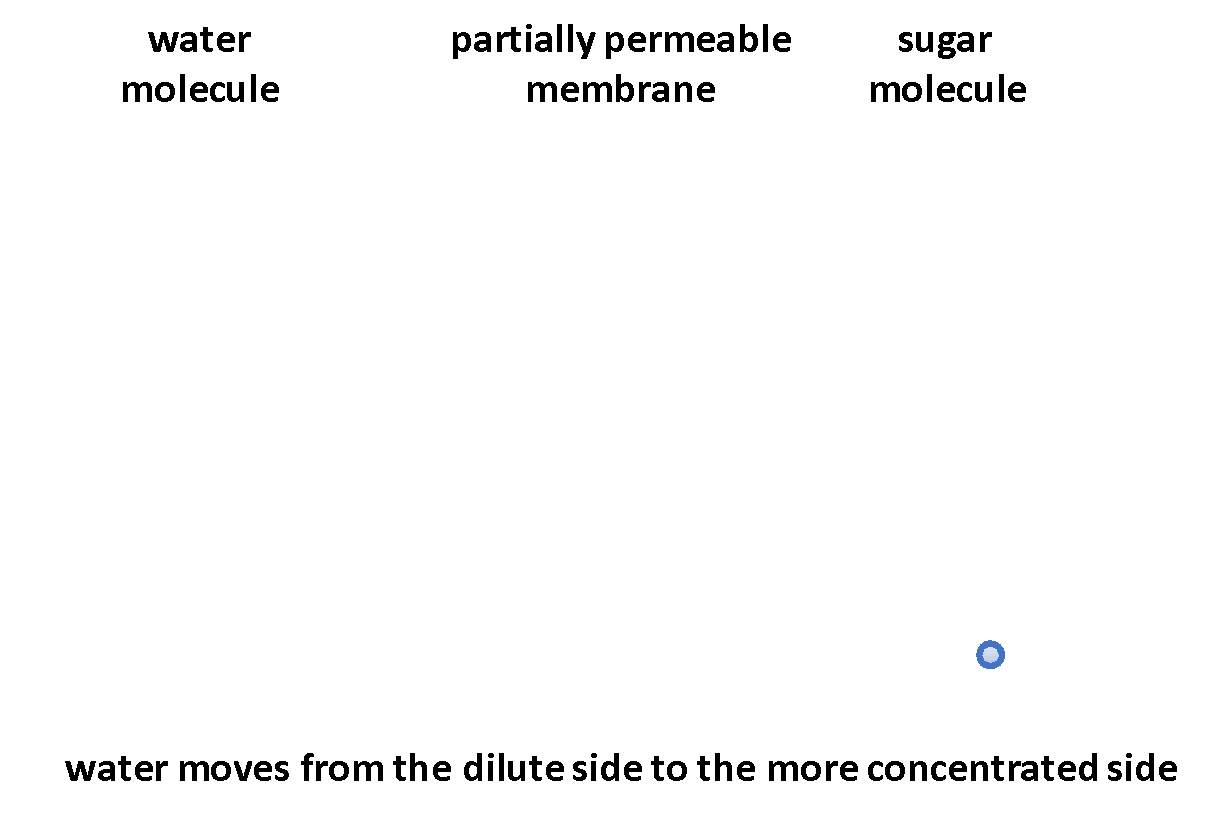 water
molecule
partially permeable
membrane
sugar
molecule
water moves from the dilute side to the more concentrated side